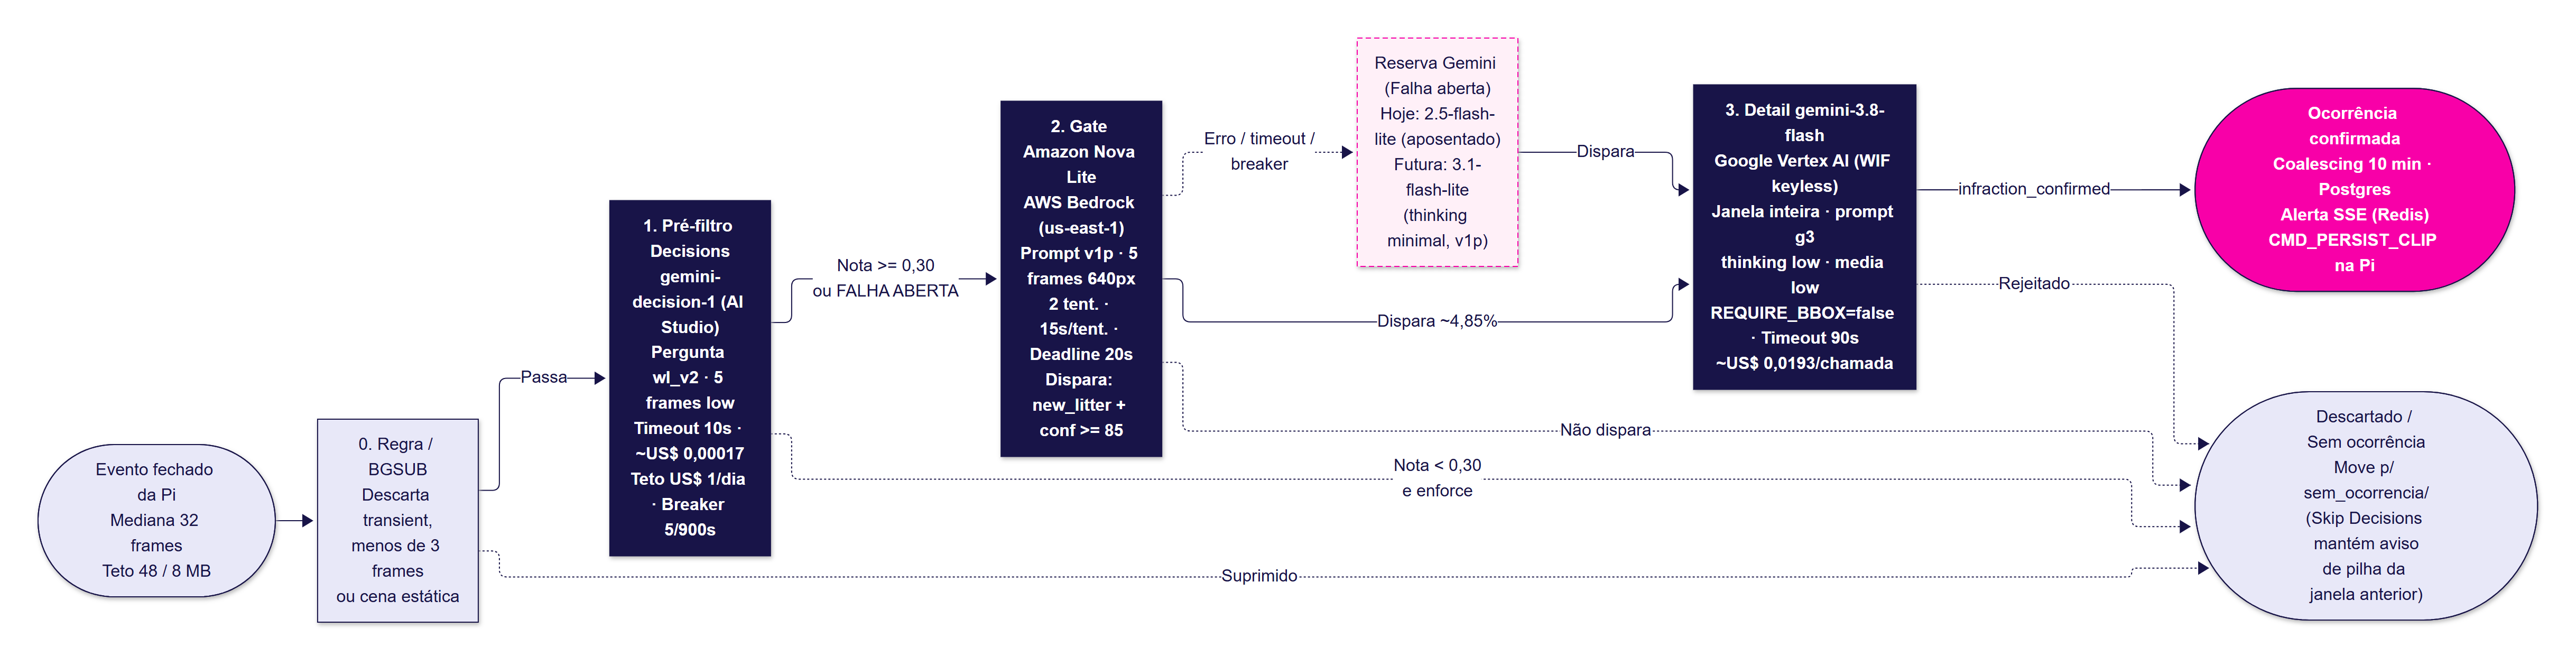 Evento fechado
da Pi
Mediana 32
frames
Teto 48 / 8 MB
0. Regra /
BGSUB
Descarta
transient,
menos de 3
frames
ou cena estática
Passa
Suprimido
1. Pré-filtro
Decisions
gemini-
decision-1 (AI
Studio)
Pergunta
wl_v2 · 5
frames low
Timeout 10s ·
~US$ 0,00017
Teto US$ 1/dia
· Breaker
5/900s
Nota >= 0,30
ou FALHA ABERTA
Nota < 0,30
e enforce
2. Gate
Amazon Nova
Lite
AWS Bedrock
(us-east-1)
Prompt v1p · 5
frames 640px
2 tent. ·
15s/tent. ·
Deadline 20s
Dispara:
new_litter +
conf >= 85
Erro / timeout /
breaker
Dispara ~4,85%
Não dispara
Reserva Gemini
(Falha aberta)
Hoje: 2.5-flash-
lite (aposentado)
Futura: 3.1-
flash-lite
(thinking
minimal, v1p)
Dispara
3. Detail gemini-3.8-
flash
Google Vertex AI (WIF
keyless)
Janela inteira · prompt
g3
thinking low · media
low
REQUIRE_BBOX=false
· Timeout 90s
~US$ 0,0193/chamada
infraction_confirmed
Rejeitado
Ocorrência
confirmada
Coalescing 10 min ·
Postgres
Alerta SSE (Redis)
CMD_PERSIST_CLIP
na Pi
Descartado /
Sem ocorrência
Move p/
sem_ocorrencia/
(Skip Decisions
mantém aviso
de pilha da
janela anterior)